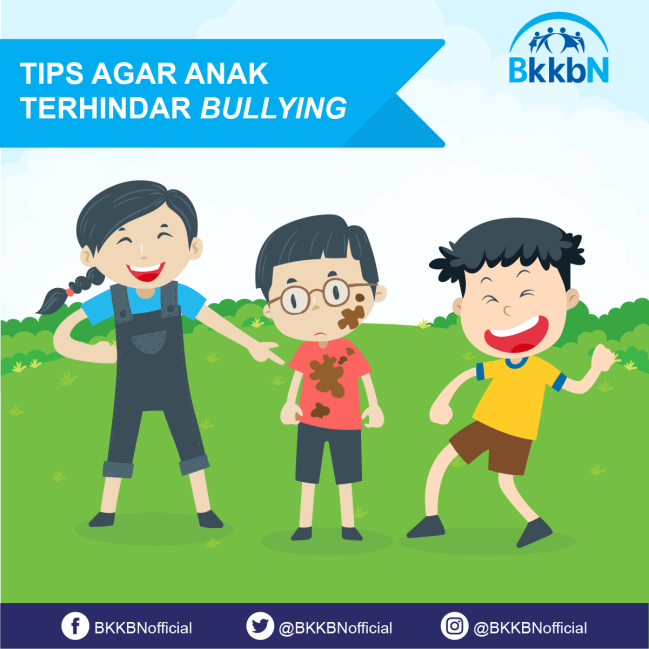 BkkbN
TIPS AGAR ANAK
TERHINDAR BULLYING
BKKBNofficial
@BKKBNofficial
@BKKBNofficial